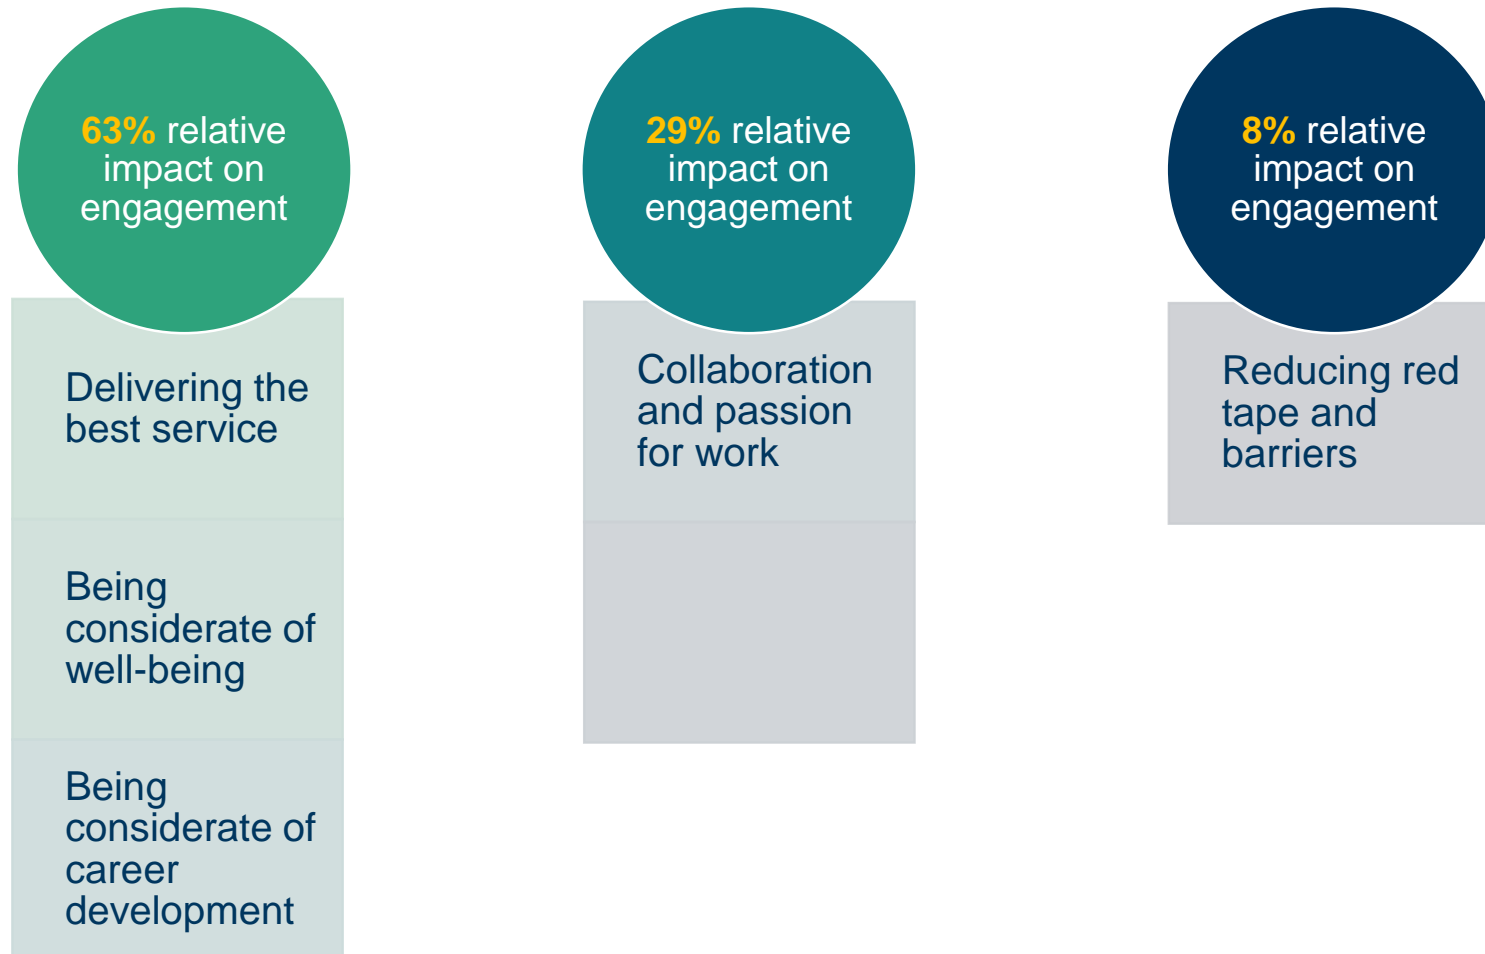 63% relative
impact on
engagement
Delivering the
best service
Being
considerate of
well-being
Being
considerate of
career
development
29% relative
impact on
engagement
Collaboration
and passion
for work
8% relative
impact on
engagement
Reducing red
tape and
barriers